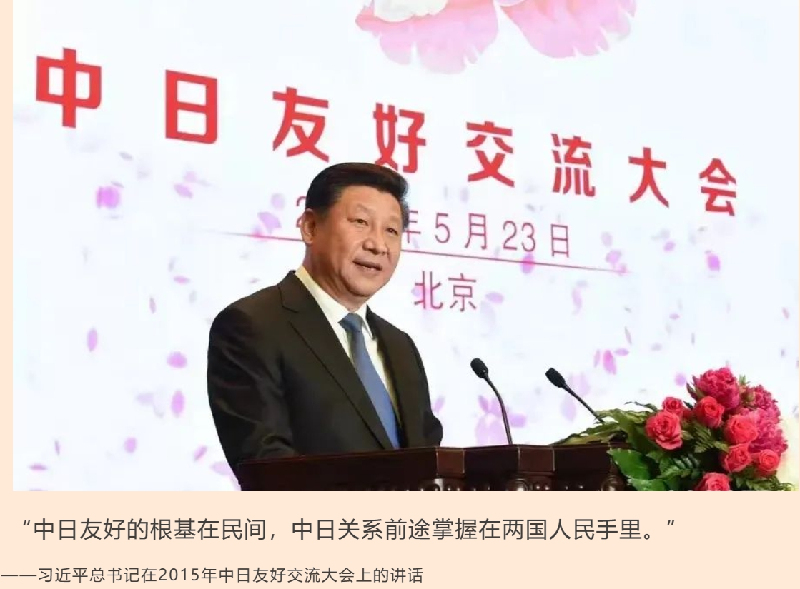 中日友好交流大会
年5月23日
北京
“中日友好的根基在民间，中日关系前途掌握在两国人民手里。”
——习近平总书记在2015年中日友好交流大会上的讲话